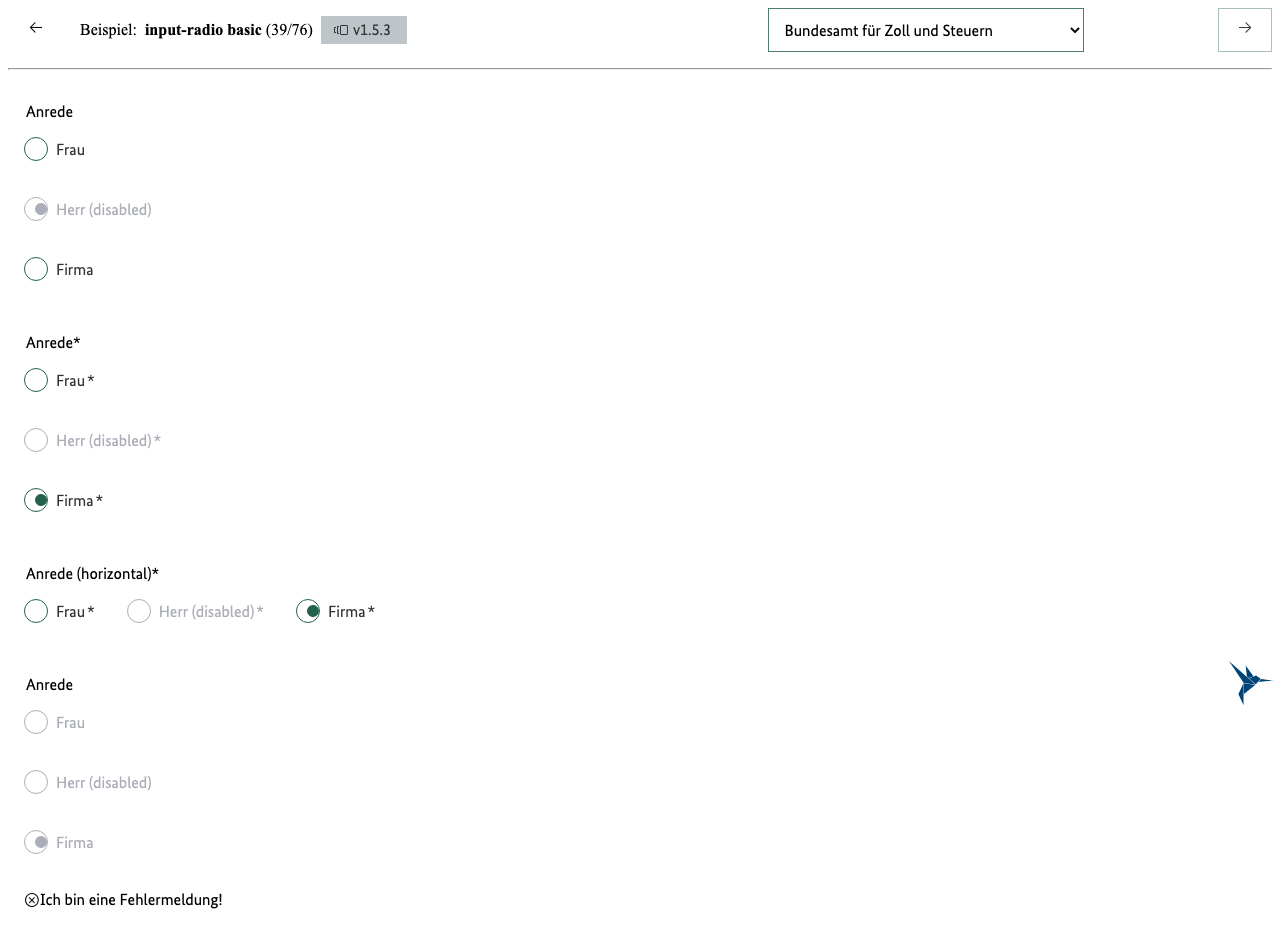 Beispiel: input-radio basic (39/76) v1.5.3 Bundesamt für Zoll und Steuern
Anrede
Frau
Herr (disabled)
Firma
Anrede*
Frau*
Herr (disabled)*
Firma*
Anrede (horizontal)*
Frau* Herr (disabled)* Firma*
Anrede
Frau
Herr (disabled)
Firma
Ich bin eine Fehlermeldung!